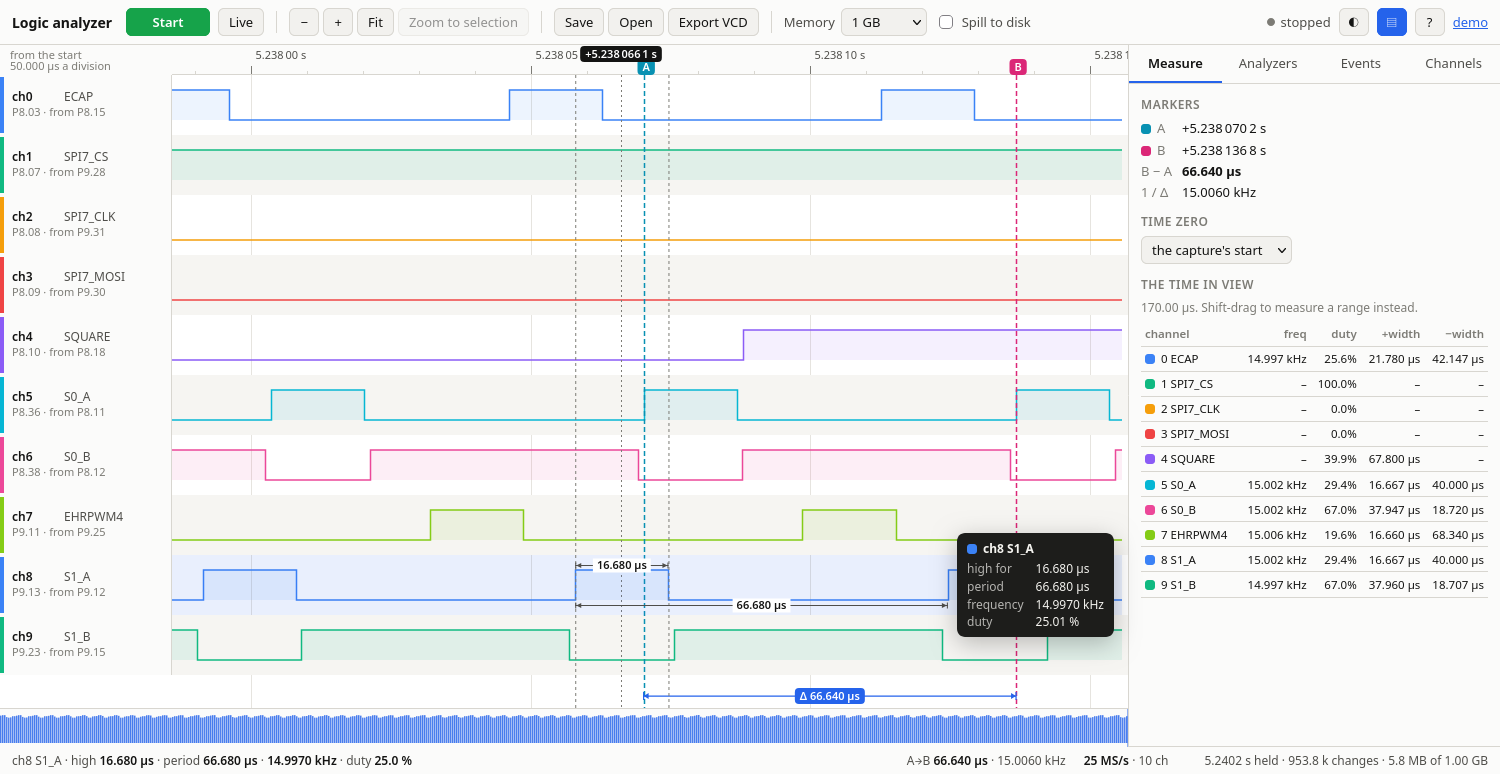 Logic analyzer Start Live − + Fit Zoom to selection Save Open Export VCD Memory 1 GB Spill to disk stopped ? demo
from the start
50.000 µs a division
5.238 00 s 5.238 05 +5.238 066 1 s 5.238 10 s 5.238 1
A B
ch0 ECAP
P8.03 · from P8.15
ch1 SPI7_CS
P8.07 · from P9.28
ch2 SPI7_CLK
P8.08 · from P9.31
ch3 SPI7_MOSI
P8.09 · from P9.30
ch4 SQUARE
P8.10 · from P8.18
ch5 S0_A
P8.36 · from P8.11
ch6 S0_B
P8.38 · from P8.12
ch7 EHRPWM4
P9.11 · from P9.25
ch8 S1_A
P9.13 · from P9.12
ch9 S1_B
P9.23 · from P9.15
16.680 µs
66.680 µs
ch8 S1_A
high for 16.680 µs
period 66.680 µs
frequency 14.9970 kHz
duty 25.01 %
Δ 66.640 µs
Measure Analyzers Events Channels
MARKERS
A +5.238 070 2 s
B +5.238 136 8 s
B − A 66.640 µs
1 / Δ 15.0060 kHz
TIME ZERO
the capture's start
THE TIME IN VIEW
170.00 µs. Shift-drag to measure a range instead.
channel freq duty +width −width
0 ECAP 14.997 kHz 25.6% 21.780 µs 42.147 µs
1 SPI7_CS – 100.0% – –
2 SPI7_CLK – 0.0% – –
3 SPI7_MOSI – 0.0% – –
4 SQUARE – 39.9% 67.800 µs –
5 S0_A 15.002 kHz 29.4% 16.667 µs 40.000 µs
6 S0_B 15.002 kHz 67.0% 37.947 µs 18.720 µs
7 EHRPWM4 15.006 kHz 19.6% 16.660 µs 68.340 µs
8 S1_A 15.002 kHz 29.4% 16.667 µs 40.000 µs
9 S1_B 14.997 kHz 67.0% 37.960 µs 18.707 µs
ch8 S1_A · high 16.680 µs · period 66.680 µs · 14.9970 kHz · duty 25.0 % A→B 66.640 µs · 15.0060 kHz 25 MS/s · 10 ch 5.2402 s held · 953.8 k changes · 5.8 MB of 1.00 GB